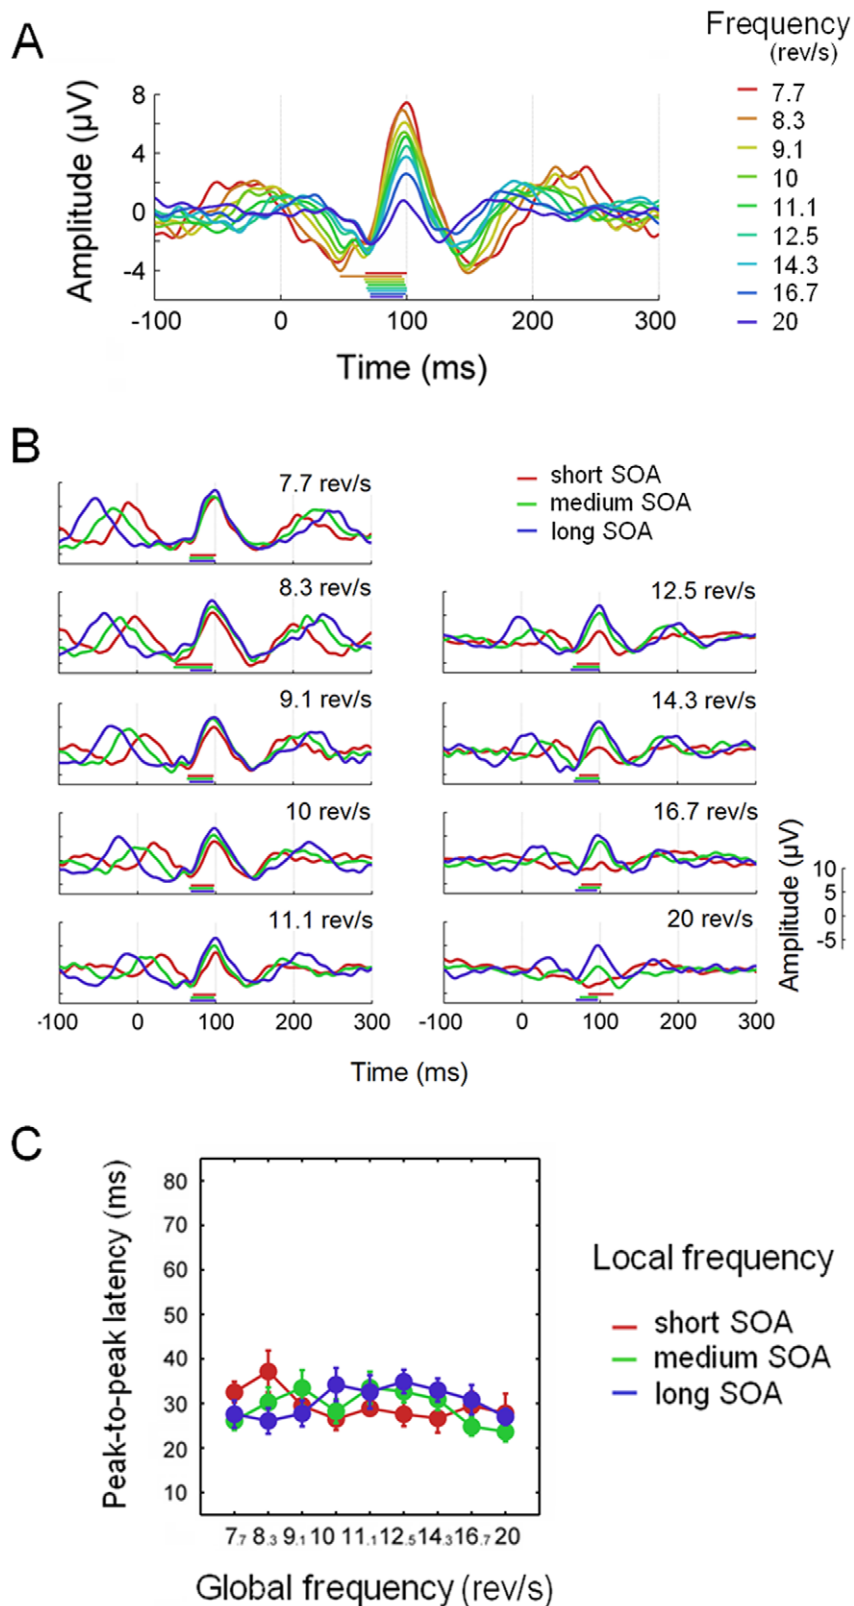 A
Frequency
(rev/s)
Amplitude (µV)
8
4
0
-4
-100 0 100 200 300
Time (ms)
7.7
8.3
9.1
10
11.1
12.5
14.3
16.7
20
B
short SOA
medium SOA
long SOA
7.7 rev/s
8.3 rev/s
9.1 rev/s
10 rev/s
11.1 rev/s
-100 0 100 200 300
12.5 rev/s
14.3 rev/s
16.7 rev/s
20 rev/s
-100 0 100 200 300
Amplitude (µV)
10
5
0
-5
Time (ms)
C
Peak-to-peak latency (ms)
80
70
60
50
40
30
20
10
7.7 8.3 9.1 10 11.1 12.5 14.3 16.7 20
Global frequency (rev/s)
Local frequency
short SOA
medium SOA
long SOA